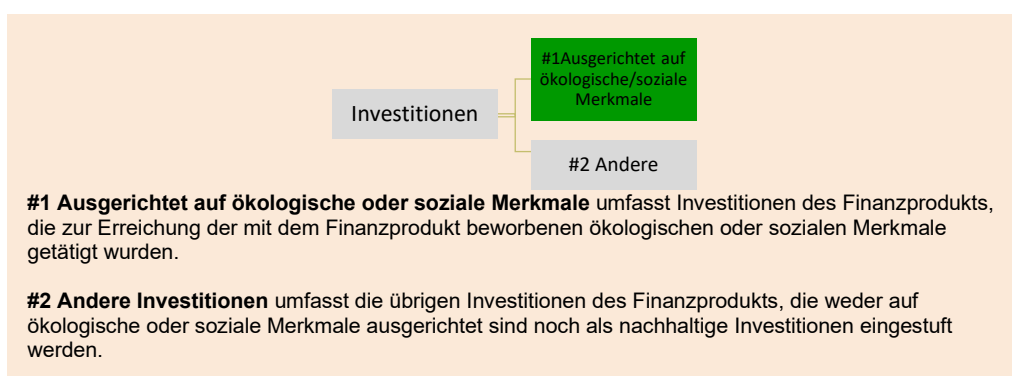 #1Ausgerichtet auf
ökologische/soziale
Merkmale
Investitionen
#2 Andere
#1 Ausgerichtet auf ökologische oder soziale Merkmale umfasst Investitionen des Finanzprodukts,
die zur Erreichung der mit dem Finanzprodukt beworbenen ökologischen oder sozialen Merkmale
getätigt wurden.
#2 Andere Investitionen umfasst die übrigen Investitionen des Finanzprodukts, die weder auf
ökologische oder soziale Merkmale ausgerichtet sind noch als nachhaltige Investitionen eingestuft
werden.